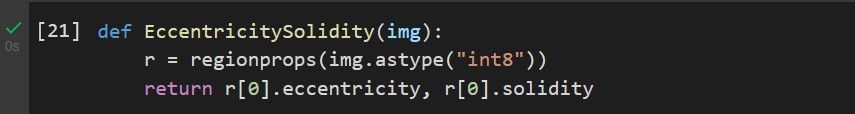 [21] def EccentricitySolidity(img):
r = regionprops(img.astype("int8"))
0s
return r[0].eccentricity, r[0].solidity